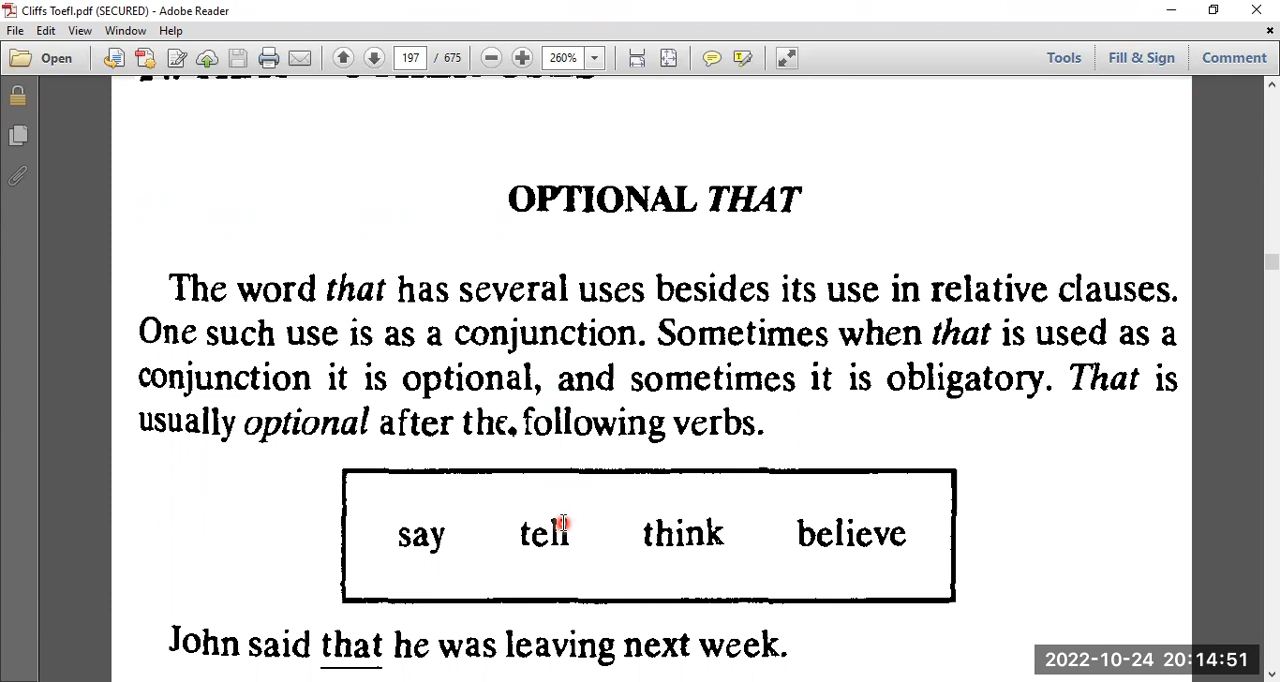 Cliffs Toefl.pdf (SECURED) - Adobe Reader
File Edit View Window Help
Open 197 / 675 260% Tools Fill & Sign Comment
OPTIONAL THAT
The word that has several uses besides its use in relative clauses.
One such use is as a conjunction. Sometimes when that is used as a
conjunction it is optional, and sometimes it is obligatory. That is
usually optional after the following verbs.
say tell think believe
John said that he was leaving next week.
2022-10-24 20:14:51